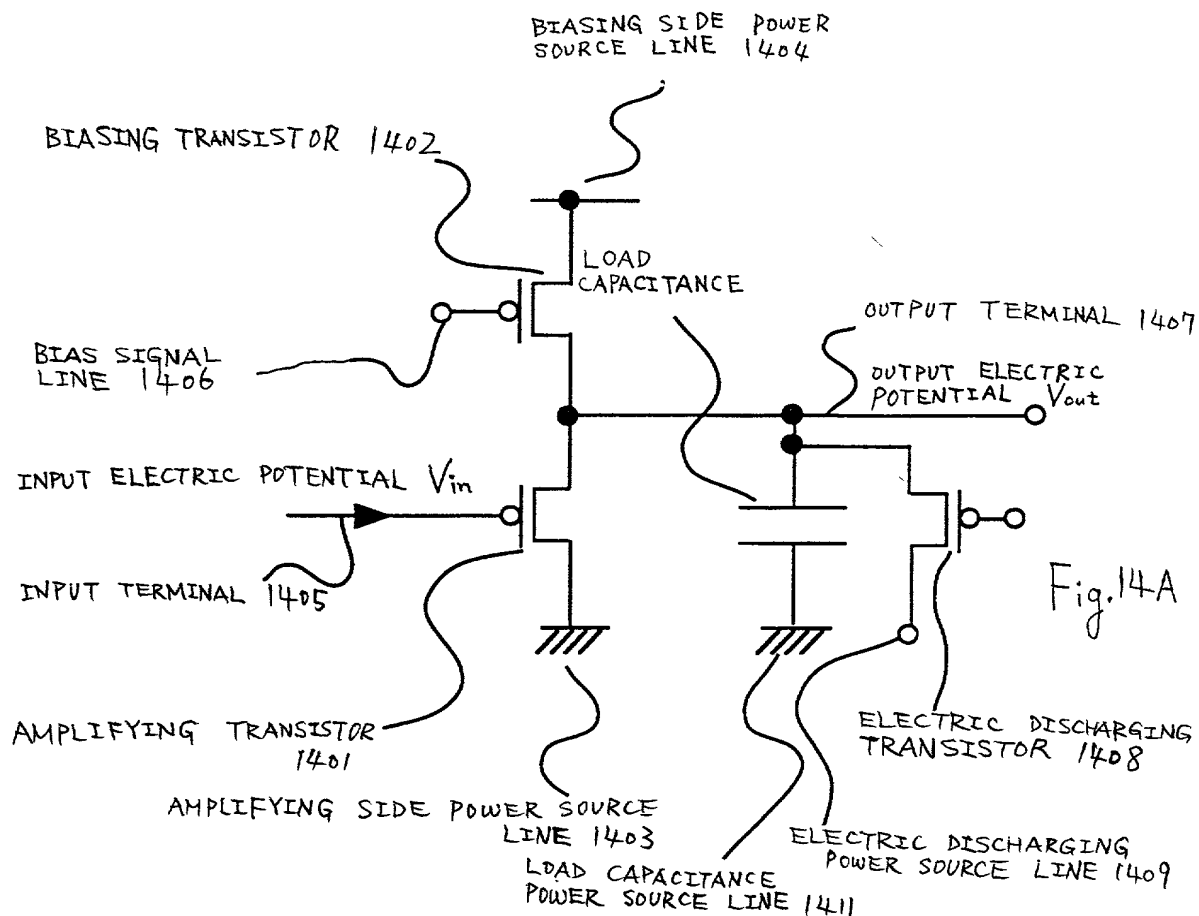 BIASING SIDE POWER
SOURCE LINE 1404
BIASING TRANSISTOR 1402
LOAD
CAPACITANCE
OUTPUT TERMINAL 1407
BIAS SIGNAL
LINE 1406
OUTPUT ELECTRIC
POTENTIAL Vout
INPUT ELECTRIC POTENTIAL Vin
INPUT TERMINAL 1405
Fig.14A
AMPLIFYING TRANSISTOR
1401
ELECTRIC DISCHARGING
TRANSISTOR 1408
AMPLIFYING SIDE POWER SOURCE
LINE 1403
ELECTRIC DISCHARGING
POWER SOURCE LINE 1409
LOAD CAPACITANCE
POWER SOURCE LINE 1411